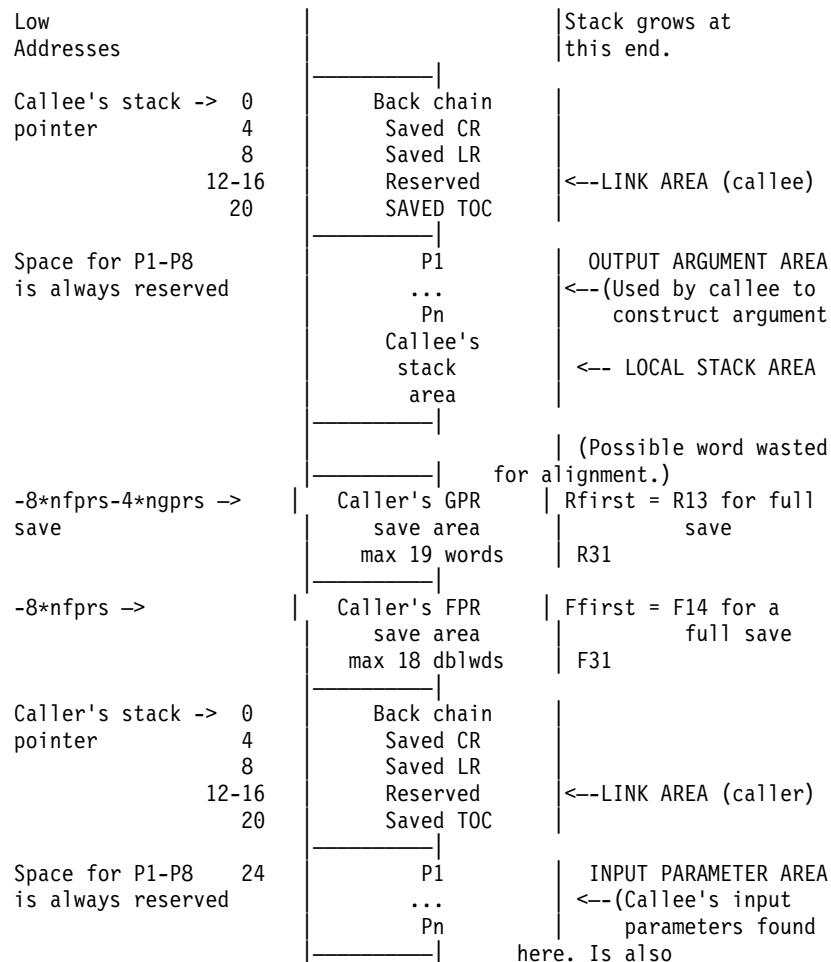 Low | |Stack grows at
Addresses | |this end.
|——————————|
Callee's stack -> 0 | Back chain |
pointer 4 | Saved CR |
8 | Saved LR |
12-16 | Reserved |<—-LINK AREA (callee)
20 | SAVED TOC |
|——————————|
Space for P1-P8 | P1 | OUTPUT ARGUMENT AREA
is always reserved | ... |<—-(Used by callee to
| Pn | construct argument
| Callee's |
| stack | <—- LOCAL STACK AREA
| area |
|——————————|
| | (Possible word wasted
|——————————| for alignment.)
-8*nfprs-4*ngprs —> | Caller's GPR | Rfirst = R13 for full
save | save area | save
| max 19 words | R31
|——————————|
-8*nfprs —> | Caller's FPR | Ffirst = F14 for a
| save area | full save
| max 18 dblwds | F31
|——————————|
Caller's stack -> 0 | Back chain |
pointer 4 | Saved CR |
8 | Saved LR |
12-16 | Reserved |<—-LINK AREA (caller)
20 | Saved TOC |
|——————————|
Space for P1-P8 24 | P1 | INPUT PARAMETER AREA
is always reserved | ... | <—-(Callee's input
| Pn | parameters found
|——————————| here. Is also